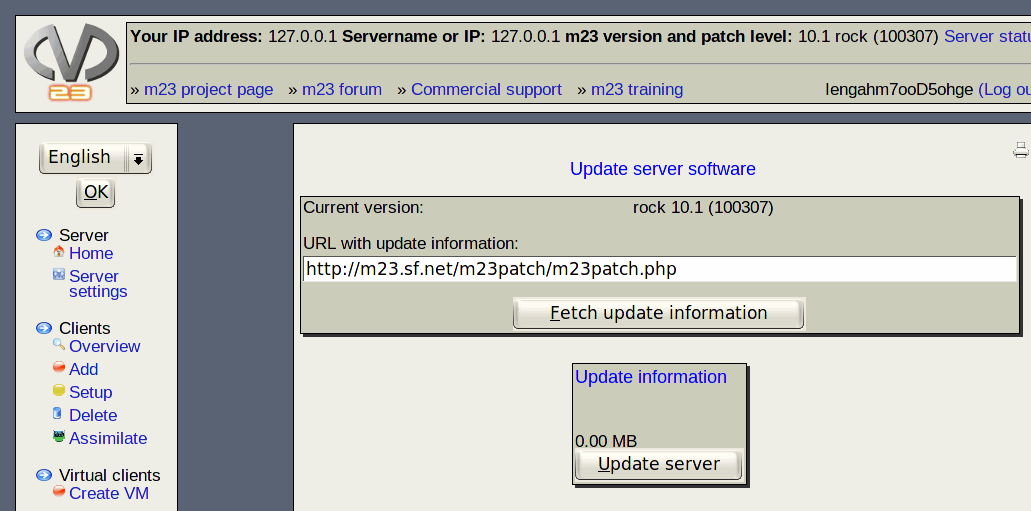 23
Your IP address: 127.0.0.1 Servername or IP: 127.0.0.1 m23 version and patch level: 10.1 rock (100307) Server statu
» m23 project page » m23 forum » Commercial support » m23 training Iengahm7ooD5ohge (Log ou
English
OK
Server
Home
Server
settings
Clients
Overview
Add
Setup
Delete
Assimilate
Virtual clients
Create VM
Update server software
Current version: rock 10.1 (100307)
URL with update information:
http://m23.sf.net/m23patch/m23patch.php
Fetch update information
Update information
0.00 MB
Update server